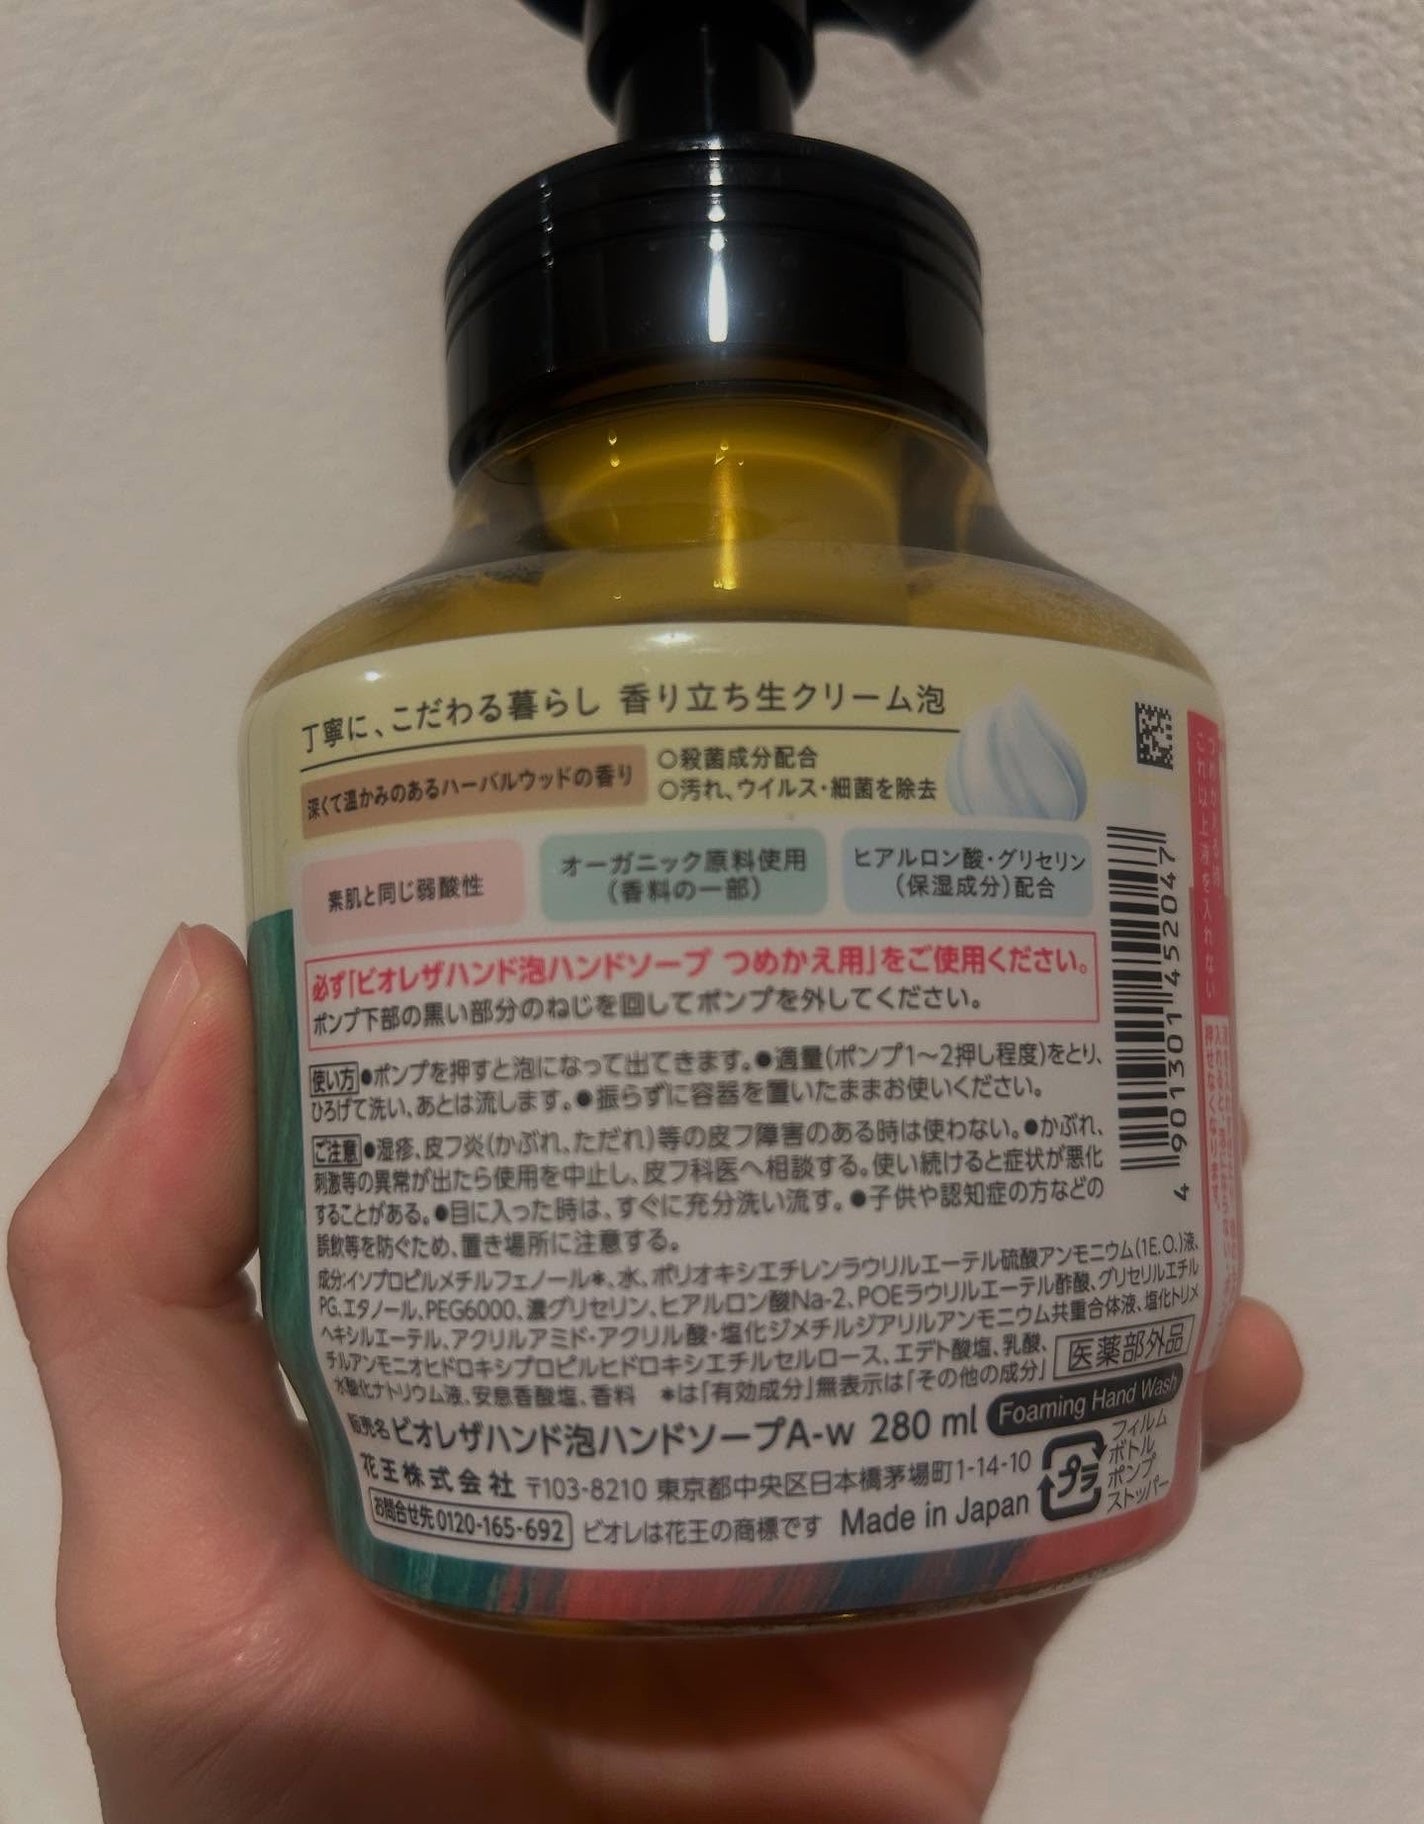 丁寧に、こだわる暮らし 香り立ち生クリーム泡
深くて温かみのあるハーバルウッドの香り
○殺菌成分配合
○汚れ、ウイルス・細菌を除去
素肌と同じ弱酸性
オーガニック原料使用
(香料の一部)
ヒアルロン酸・グリセリン
(保湿成分)配合
必ず「ビオレザハンド泡ハンドソープ つめかえ用」をご使用ください。
ポンプ下部の黒い部分のねじを回してポンプを外してください。
使い方●ポンプを押すと泡になって出てきます。●適量(ポンプ1〜2押し程度)をとり、
ひろげて洗い、あとは流します。●振らずに容器を置いたままお使いください。
ご注意●湿疹、皮フ炎(かぶれ、ただれ)等の皮フ障害のある時は使わない。●かぶれ、
刺激等の異常が出たら使用を中止し、皮フ科医へ相談する。使い続けると症状が悪化
することがある。●目に入った時は、すぐに充分洗い流す。●子供や認知症の方などの
誤飲等を防ぐため、置き場所に注意する。
成分:イソプロピルメチルフェノール*、水、ポリオキシエチレンラウリルエーテル硫酸アンモニウム(1E.O.)液、
PG、エタノール、PEG6000、濃グリセリン、ヒアルロン酸Na-2、POEラウリルエーテル酢酸、グリセリルエチル
ヘキシルエーテル、アクリルアミド・アクリル酸・塩化ジメチルジアリルアンモニウム共重合体液、塩化トリメ
チルアンモニオヒドロキシプロピルヒドロキシエチルセルロース、エデト酸塩、乳酸、
水酸化ナトリウム液、安息香酸塩、香料 *は「有効成分」無表示は「その他の成分」
医薬部外品
販売名 ビオレザハンド泡ハンドソープA-w 280 ml
Foaming Hand Wash
花王株式会社 〒103-8210 東京都中央区日本橋茅場町1-14-10
お問合せ先 0120-165-692 ビオレは花王の商標です Made in Japan
プラ
フィルム
ボトル
ポンプ
ストッパー
4 901301 452047
つめかえる時、
これ以上液を入れない
押せなくなります。